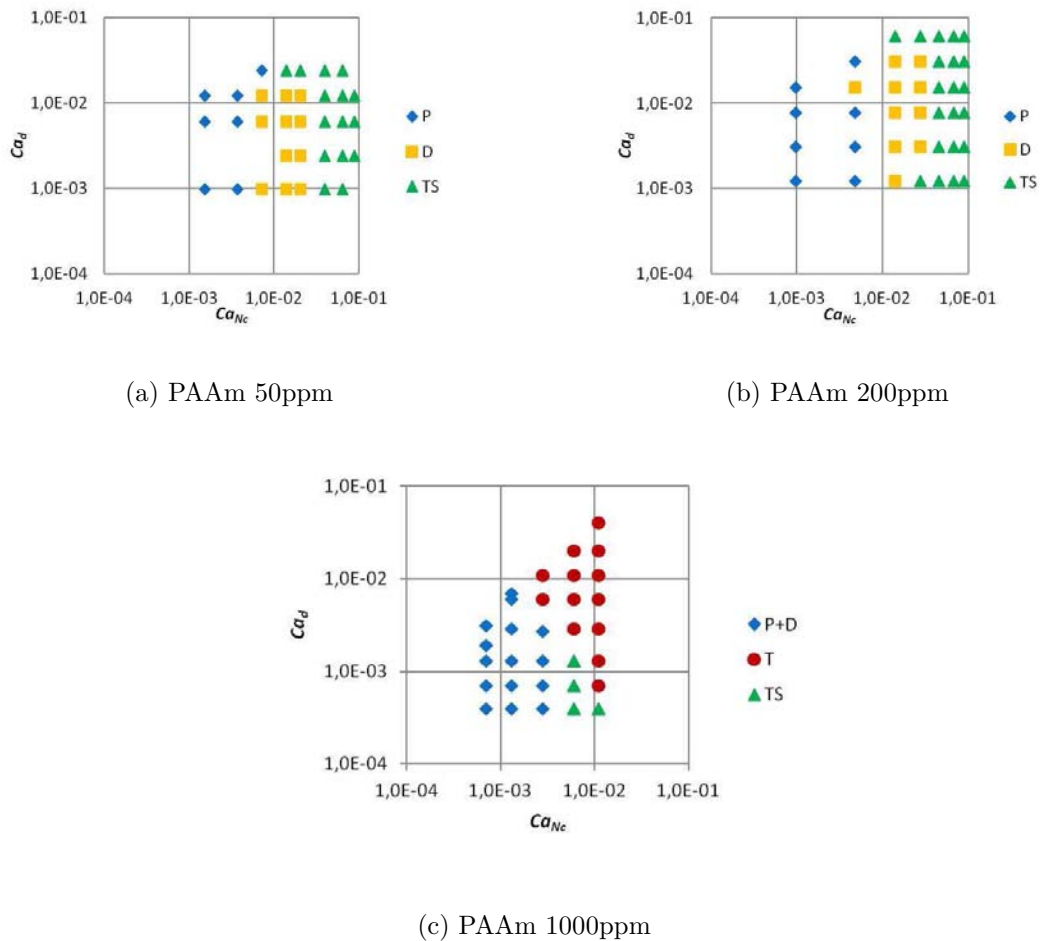 1,0E-01
1,0E-02
1,0E-03
1,0E-04
Ca_d
1,0E-04 1,0E-03 1,0E-02 1,0E-01
Ca_Nc
P
D
TS
(a) PAAm 50ppm
1,0E-01
1,0E-02
1,0E-03
1,0E-04
Ca_d
1,0E-04 1,0E-03 1,0E-02 1,0E-01
Ca_Nc
P
D
TS
(b) PAAm 200ppm
1,0E-01
1,0E-02
1,0E-03
1,0E-04
Ca_d
1,0E-04 1,0E-03 1,0E-02 1,0E-01
Ca_Nc
P+D
T
TS
(c) PAAm 1000ppm